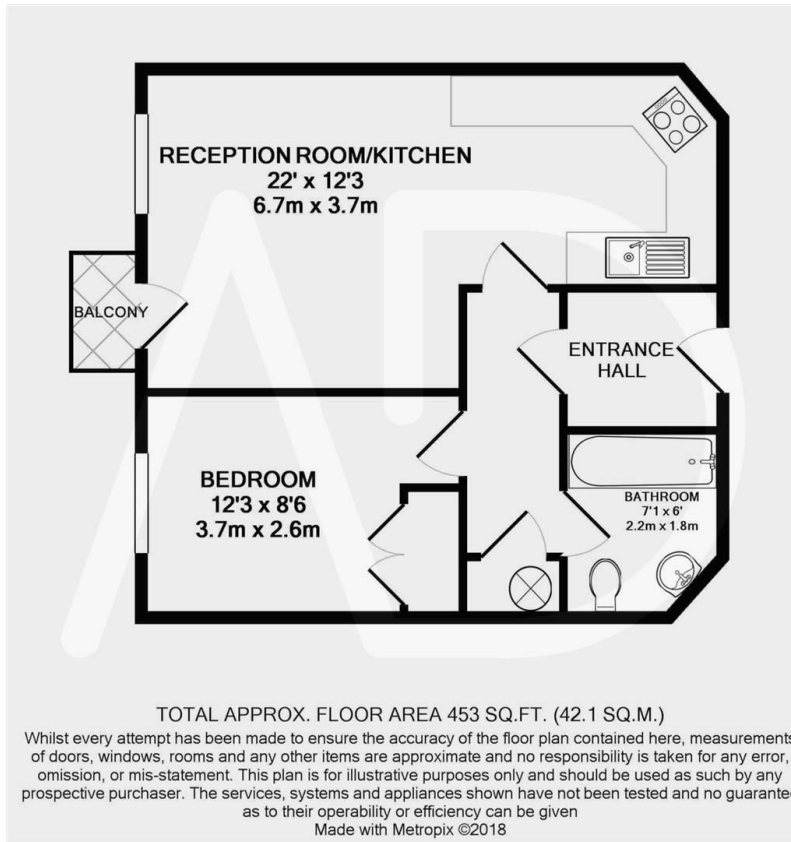 RECEPTION ROOM/KITCHEN
22' x 12'3
6.7m x 3.7m
BALCONY
ENTRANCE
HALL
BEDROOM
12'3 x 8'6
3.7m x 2.6m
BATHROOM
7'1 x 6'
2.2m x 1.8m
TOTAL APPROX. FLOOR AREA 453 SQ.FT. (42.1 SQ.M.)
Whilst every attempt has been made to ensure the accuracy of the floor plan contained here, measurements
of doors, windows, rooms and any other items are approximate and no responsibility is taken for any error,
omission, or mis-statement. This plan is for illustrative purposes only and should be used as such by any
prospective purchaser. The services, systems and appliances shown have not been tested and no guarantee
as to their operability or efficiency can be given
Made with Metropix ©2018